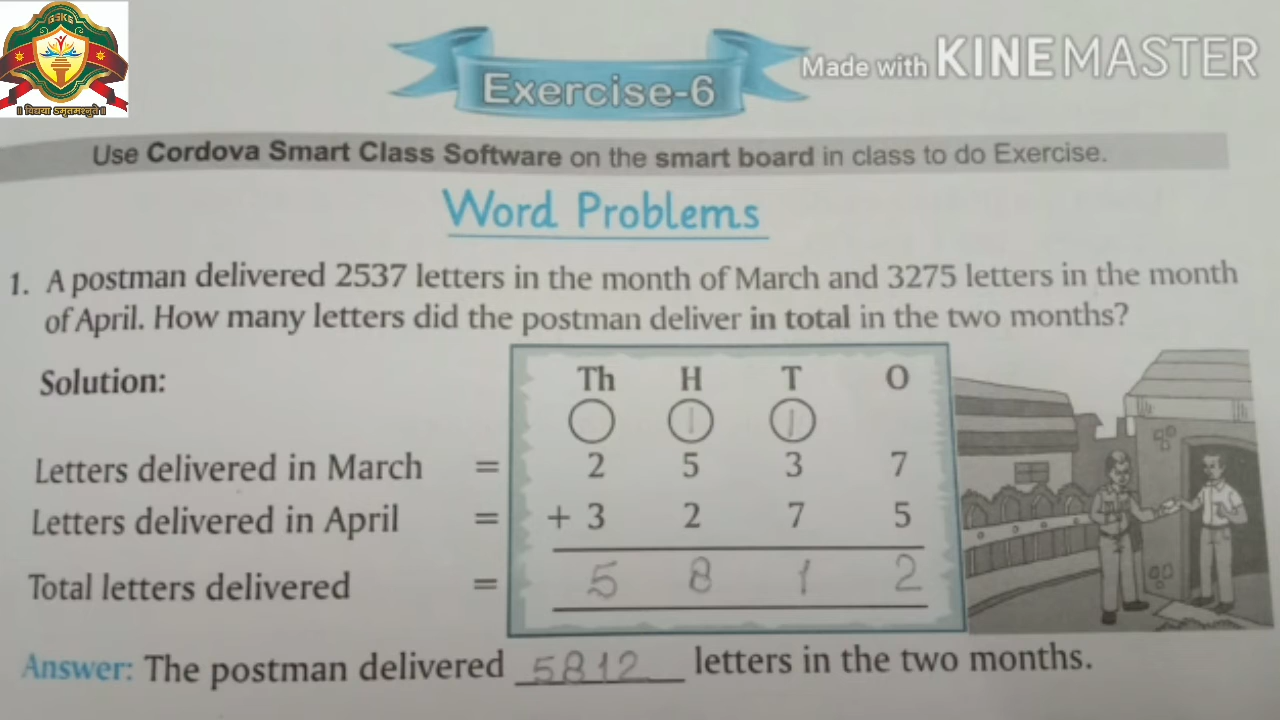 GSKS
॥ विद्यया ऽमृतमश्नुते ॥
Made with KINEMASTER
Exercise-6
Use Cordova Smart Class Software on the smart board in class to do Exercise.
Word Problems
1. A postman delivered 2537 letters in the month of March and 3275 letters in the month
of April. How many letters did the postman deliver in total in the two months?
Solution:
Th H T O
1 1
Letters delivered in March = 2 5 3 7
Letters delivered in April = + 3 2 7 5
Total letters delivered = 5 8 1 2
Answer: The postman delivered 5812 letters in the two months.